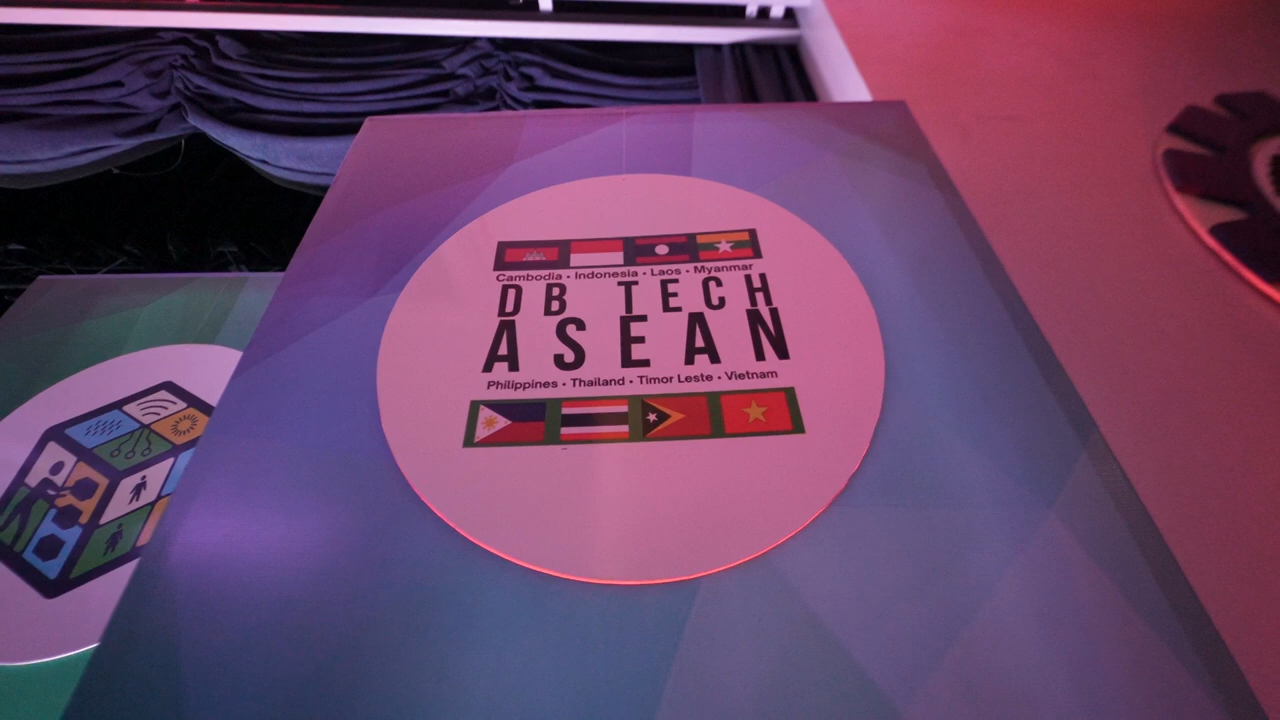 Cambodia • Indonesia • Laos • Myanmar
DB TECH
ASEAN
Philippines • Thailand • Timor Leste • Vietnam